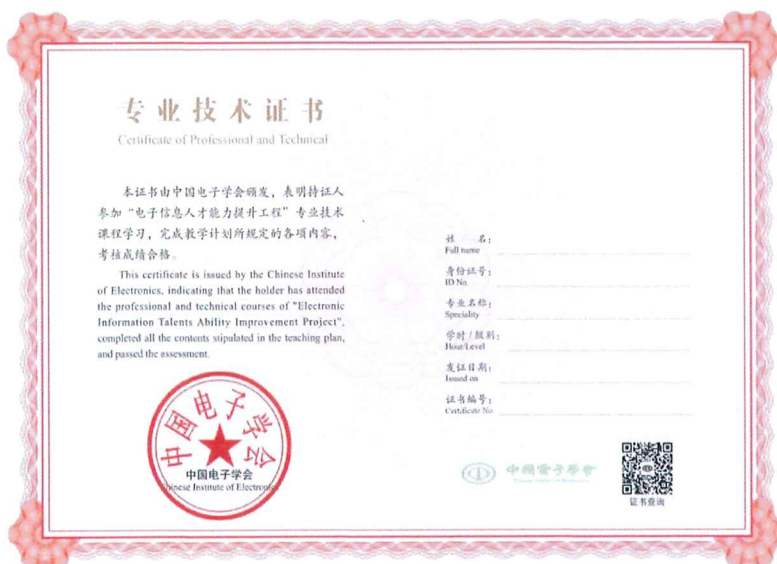 专业技术证书
Certificate of Professional and Technical
本证书由中国电子学会颁发，表明持证人
参加“电子信息人才能力提升工程”专业技术
课程学习，完成教学计划所规定的各项内容，
考核成绩合格。
This certificate is issued by the Chinese Institute
of Electronics, indicating that the holder has attended
the professional and technical courses of "Electronic
Information Talents Ability Improvement Project",
completed all the contents stipulated in the teaching plan,
and passed the assessment.
中国电子学会
中国电子学会
Chinese Institute of Electronics
姓 名：
Full name
身份证号：
ID No.
专业名称：
Speciality
学时/级别：
Hour/Level
发证日期：
Issued on
证书编号：
Certificate No
中國電子學會
证书查询